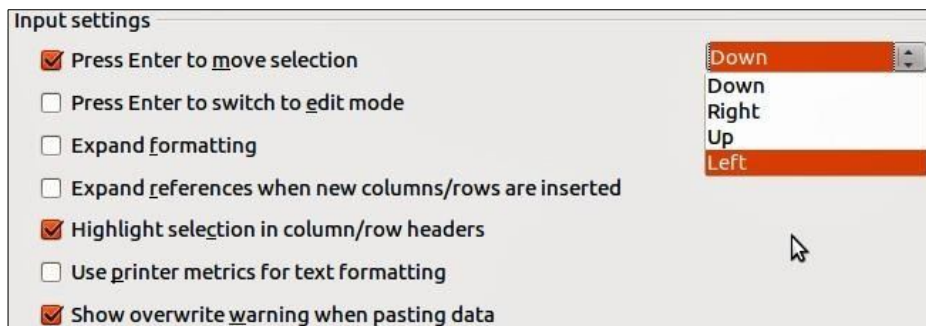 Input settings
Press Enter to move selection
Down
Down
Right
Up
Left
Press Enter to switch to edit mode
Expand formatting
Expand references when new columns/rows are inserted
Highlight selection in column/row headers
Use printer metrics for text formatting
Show overwrite warning when pasting data